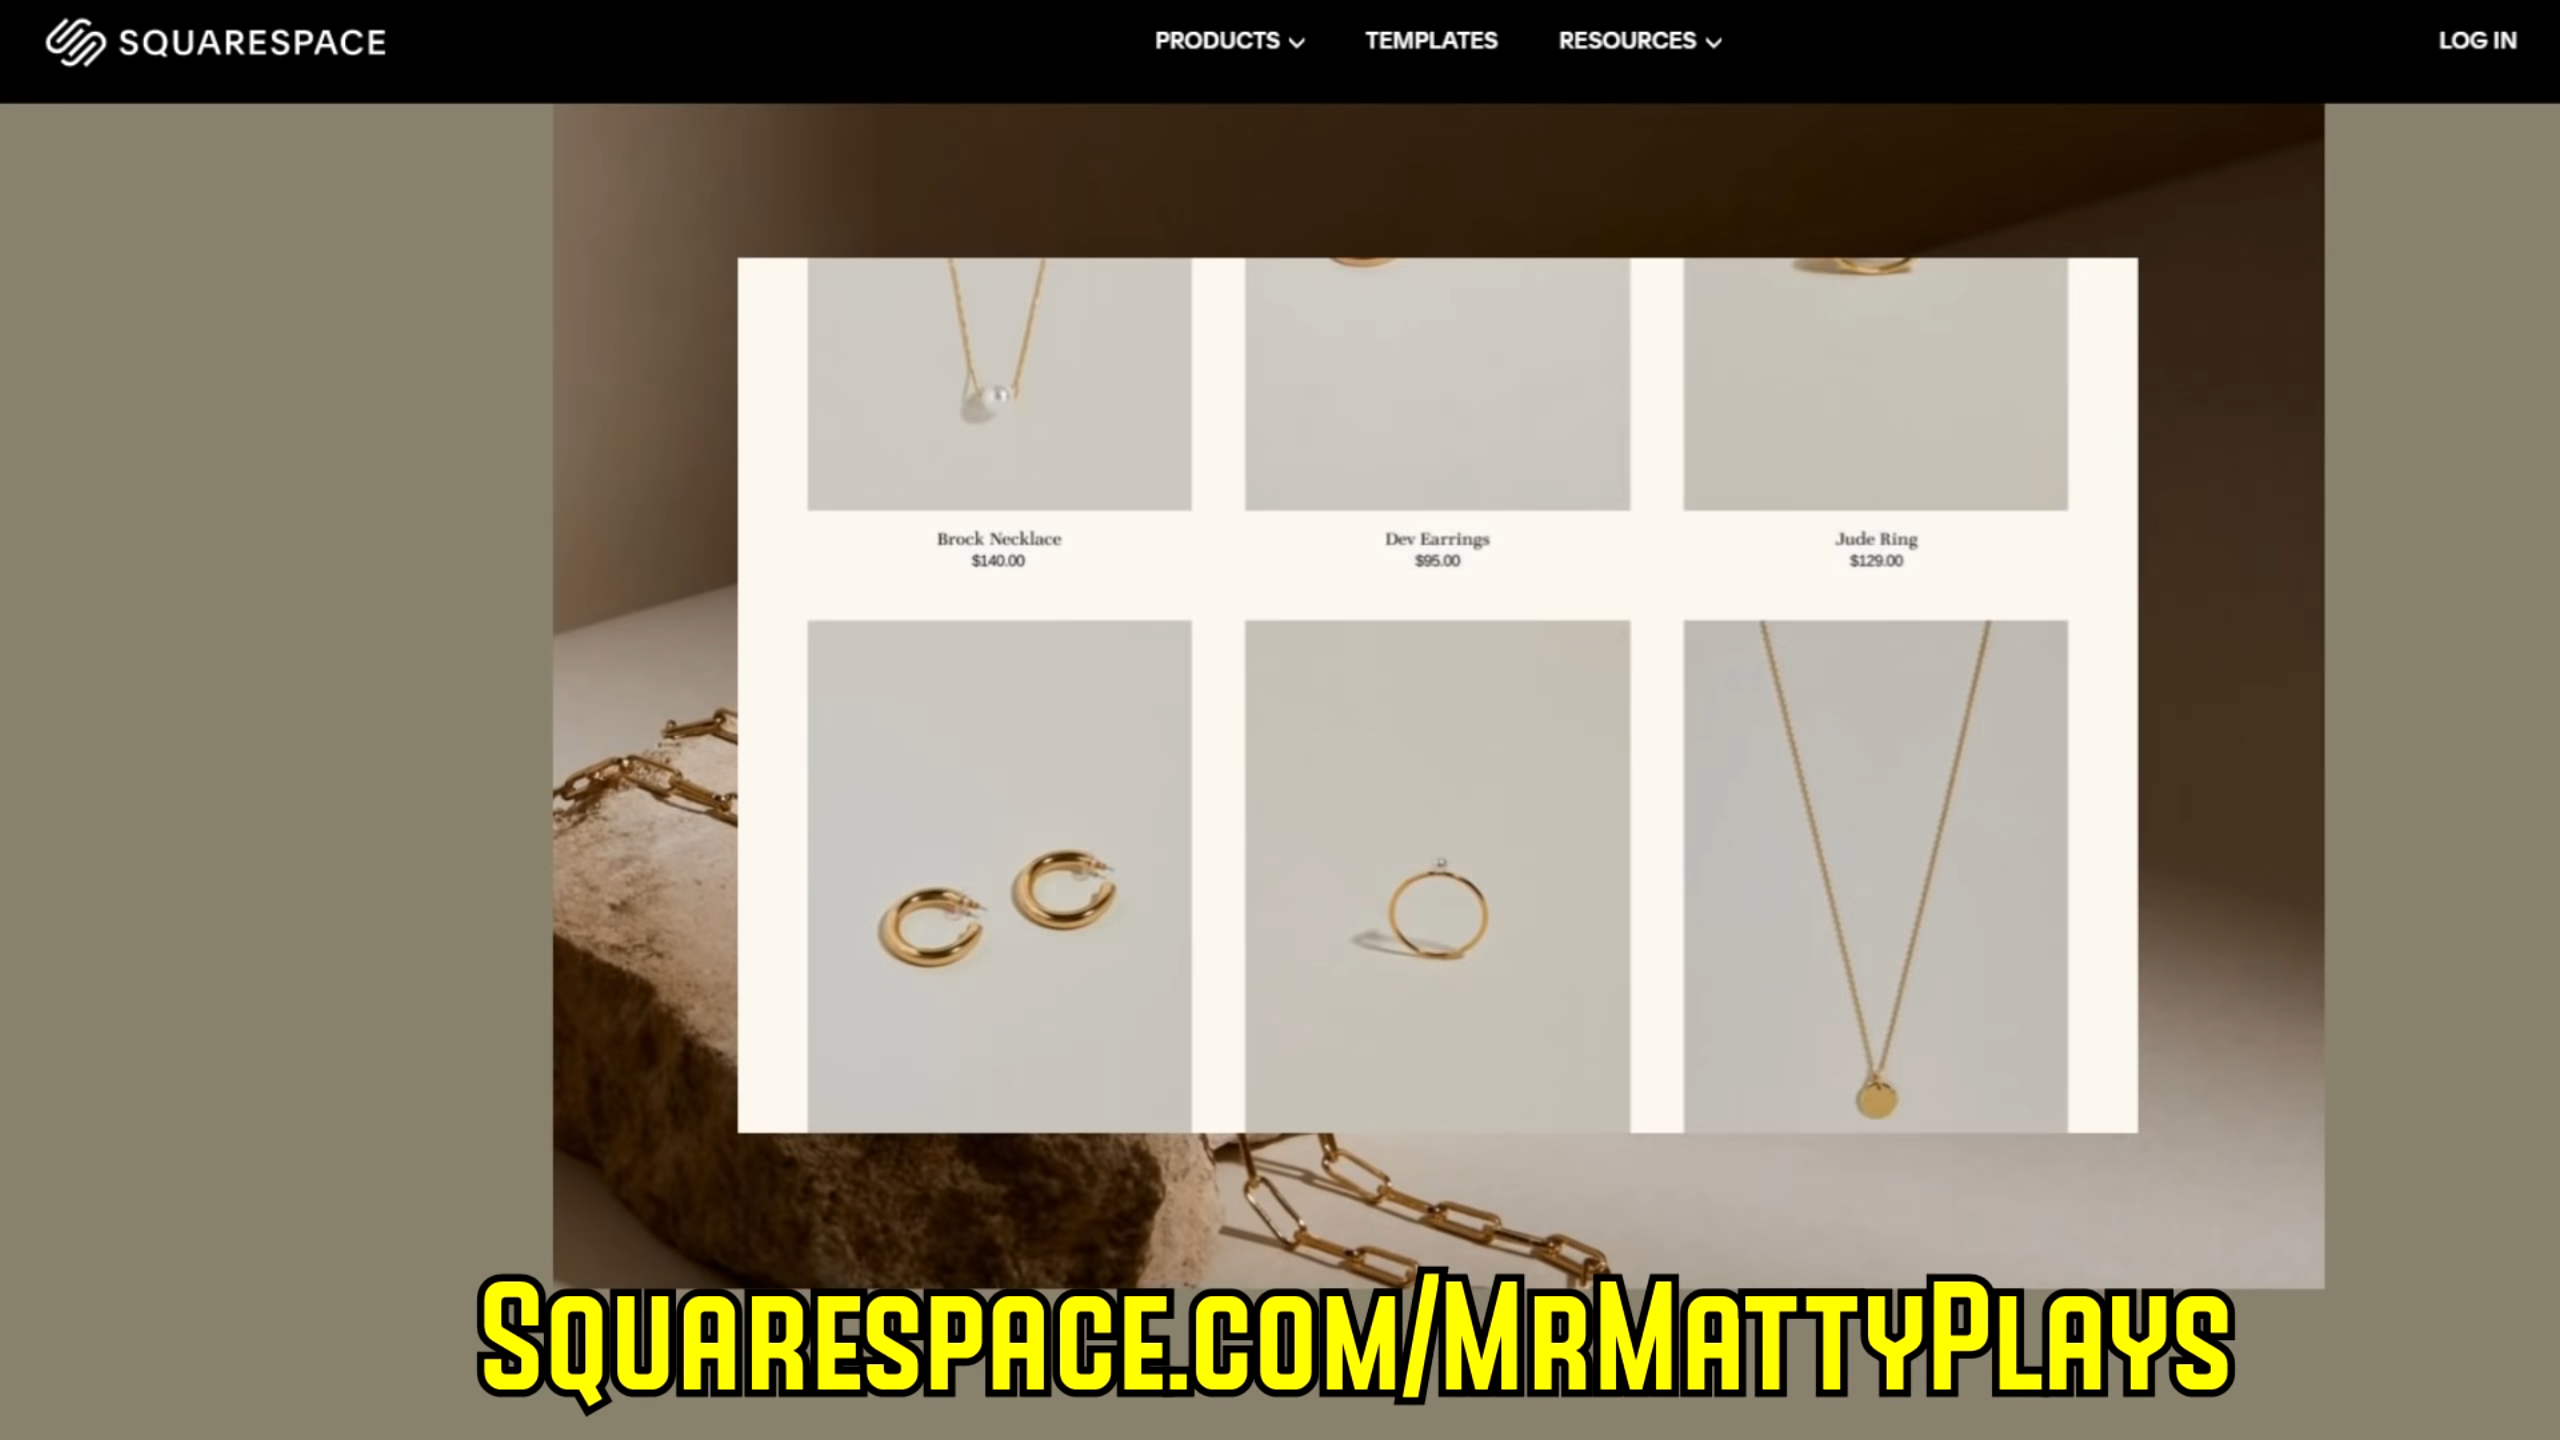 SQUARESPACE
PRODUCTS TEMPLATES RESOURCES LOG IN
Brock Necklace
$140.00
Dev Earrings
$95.00
Jude Ring
$129.00
SQUARESPACE.COM/MRMATTYPLAYS